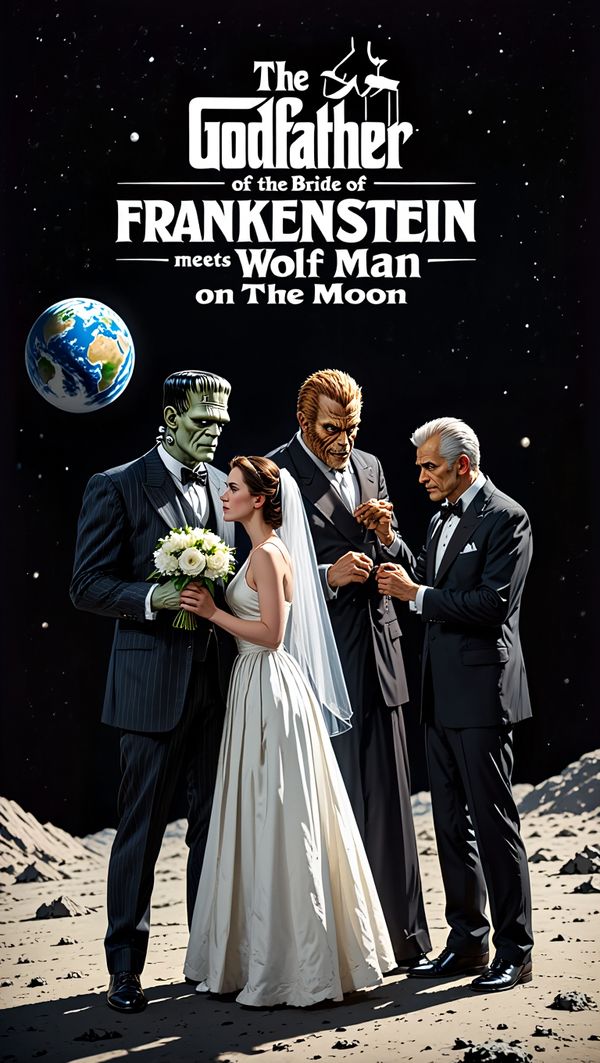 The
Godfather
of the Bride of
FRANKENSTEIN
meets Wolf Man
on The Moon